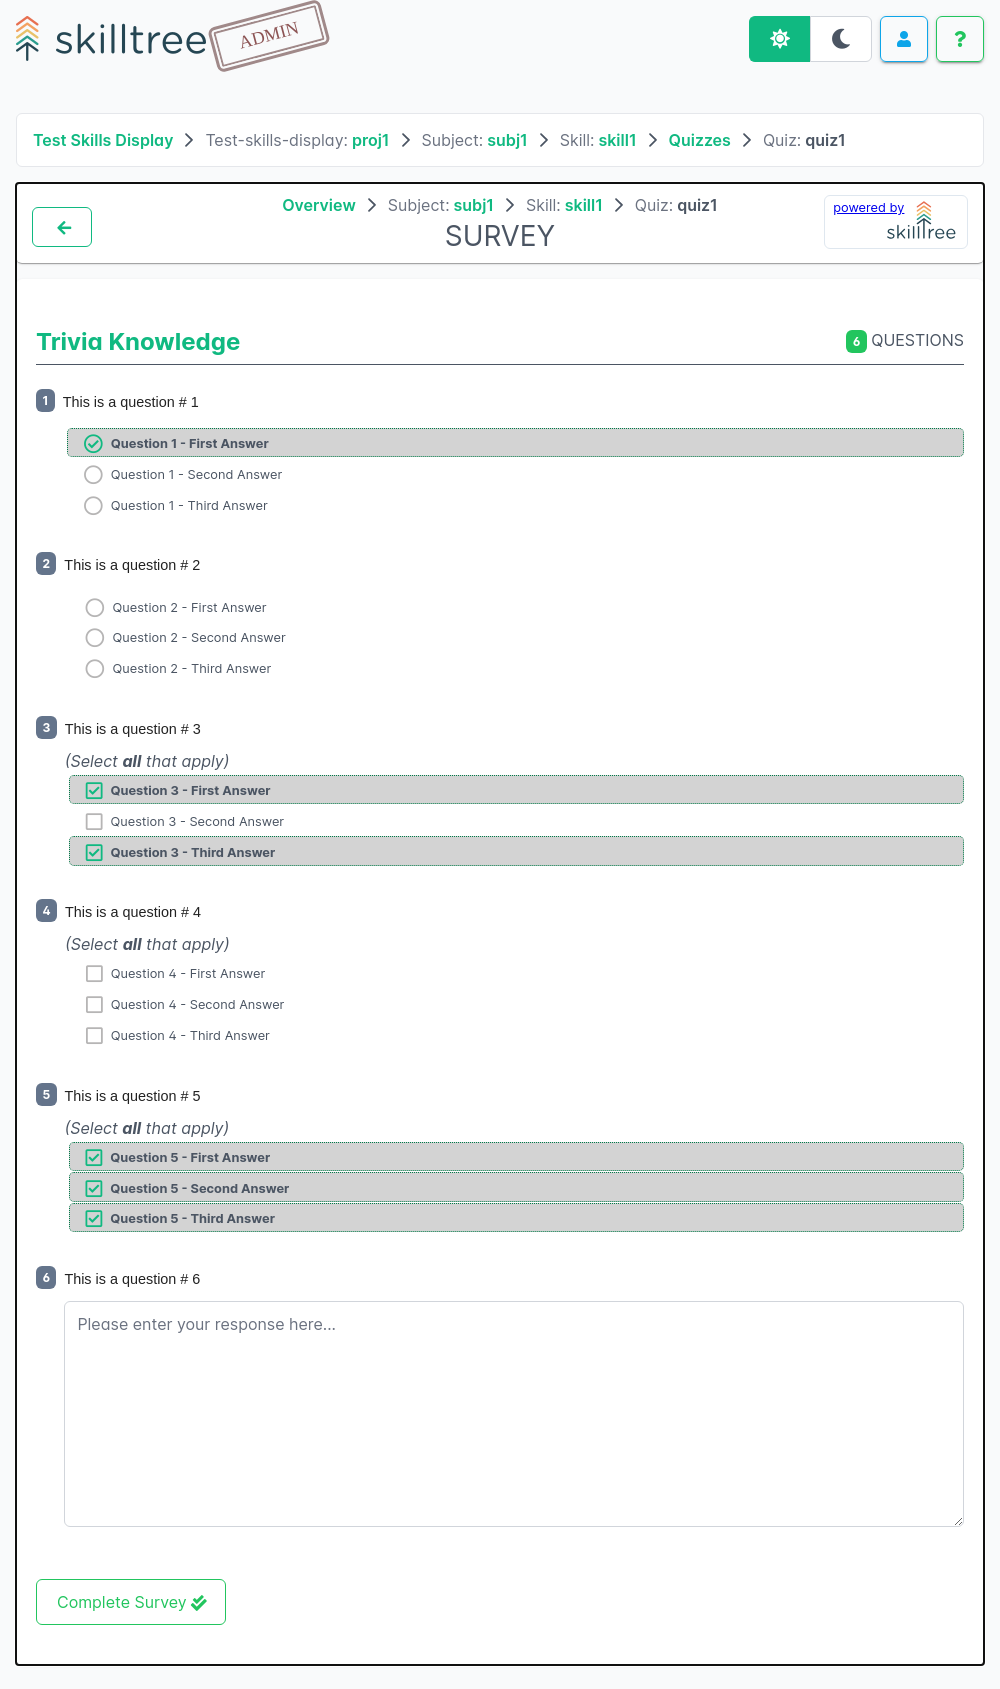 skilltree ADMIN
?
Test Skills Display > Test-skills-display: proj1 > Subject: subj1 > Skill: skill1 > Quizzes > Quiz: quiz1
Overview > Subject: subj1 > Skill: skill1 > Quiz: quiz1
SURVEY
powered by
skilltree
Trivia Knowledge
6 QUESTIONS
1 This is a question # 1
Question 1 - First Answer
Question 1 - Second Answer
Question 1 - Third Answer
2 This is a question # 2
Question 2 - First Answer
Question 2 - Second Answer
Question 2 - Third Answer
3 This is a question # 3
(Select all that apply)
Question 3 - First Answer
Question 3 - Second Answer
Question 3 - Third Answer
4 This is a question # 4
(Select all that apply)
Question 4 - First Answer
Question 4 - Second Answer
Question 4 - Third Answer
5 This is a question # 5
(Select all that apply)
Question 5 - First Answer
Question 5 - Second Answer
Question 5 - Third Answer
6 This is a question # 6
Please enter your response here...
Complete Survey